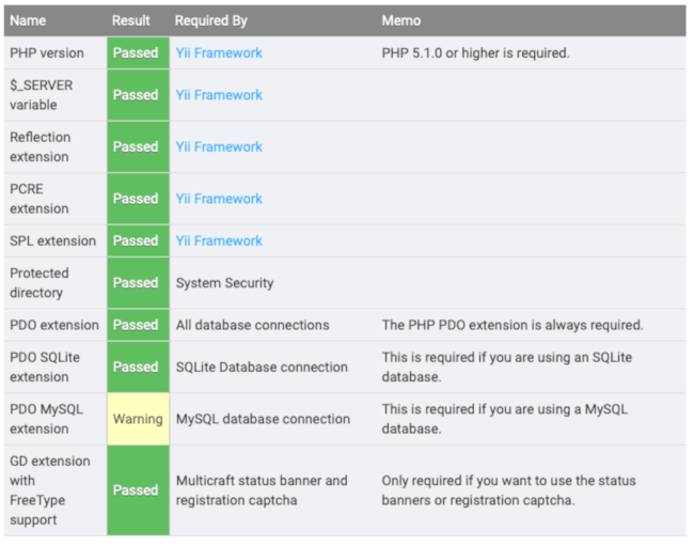 Name Result Required By Memo
PHP version Passed Yii Framework PHP 5.1.0 or higher is required.
$_SERVER
variable Passed Yii Framework
Reflection
extension Passed Yii Framework
PCRE
extension Passed Yii Framework
SPL extension Passed Yii Framework
Protected
directory Passed System Security
PDO extension Passed All database connections The PHP PDO extension is always required.
PDO SQLite
extension Passed SQLite Database connection This is required if you are using an SQLite
database.
PDO MySQL
extension Warning MySQL database connection This is required if you are using a MySQL
database.
GD extension
with
FreeType
support Passed Multicraft status banner and
registration captcha Only required if you want to use the status
banners or registration captcha.